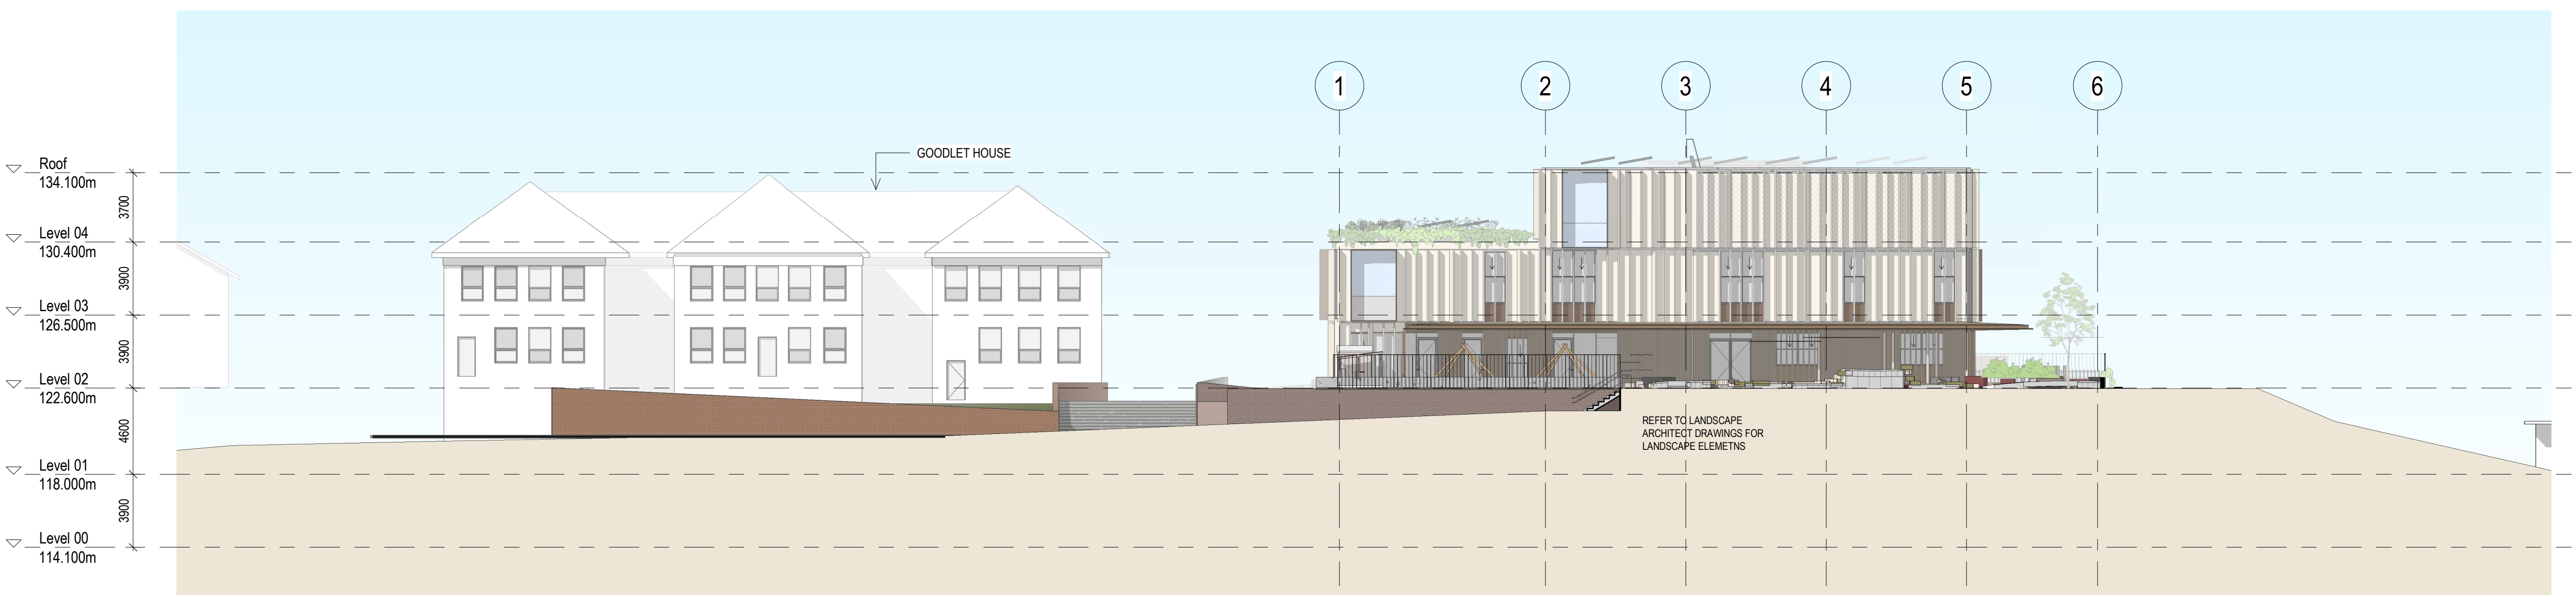 1 2 3 4 5 6
GOODLET HOUSE
Roof
134.100m
3700
Level 04
130.400m
3900
Level 03
126.500m
3900
Level 02
122.600m
4600
Level 01
118.000m
3900
Level 00
114.100m
REFER TO LANDSCAPE
ARCHITECT DRAWINGS FOR
LANDSCAPE ELEMETNS